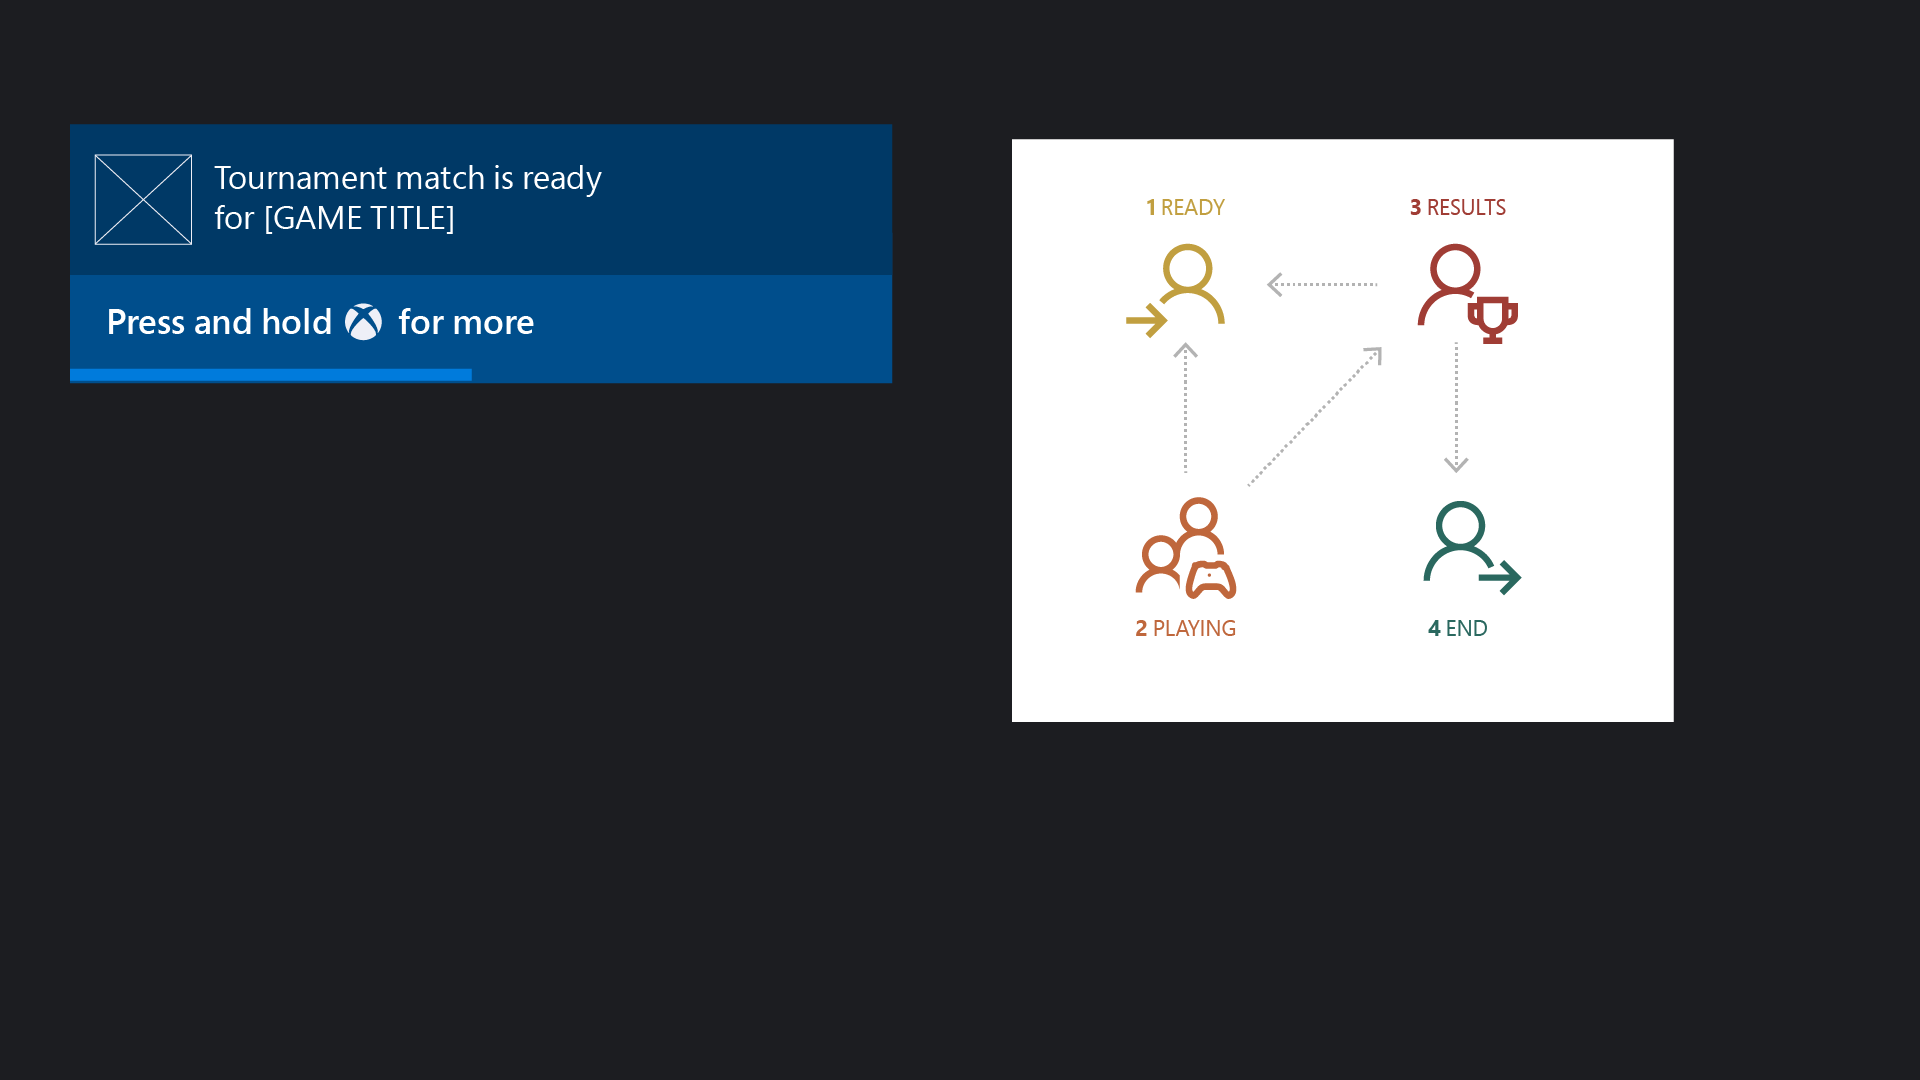 Tournament match is ready
for [GAME TITLE]
Press and hold for more
1 READY
3 RESULTS
2 PLAYING
4 END